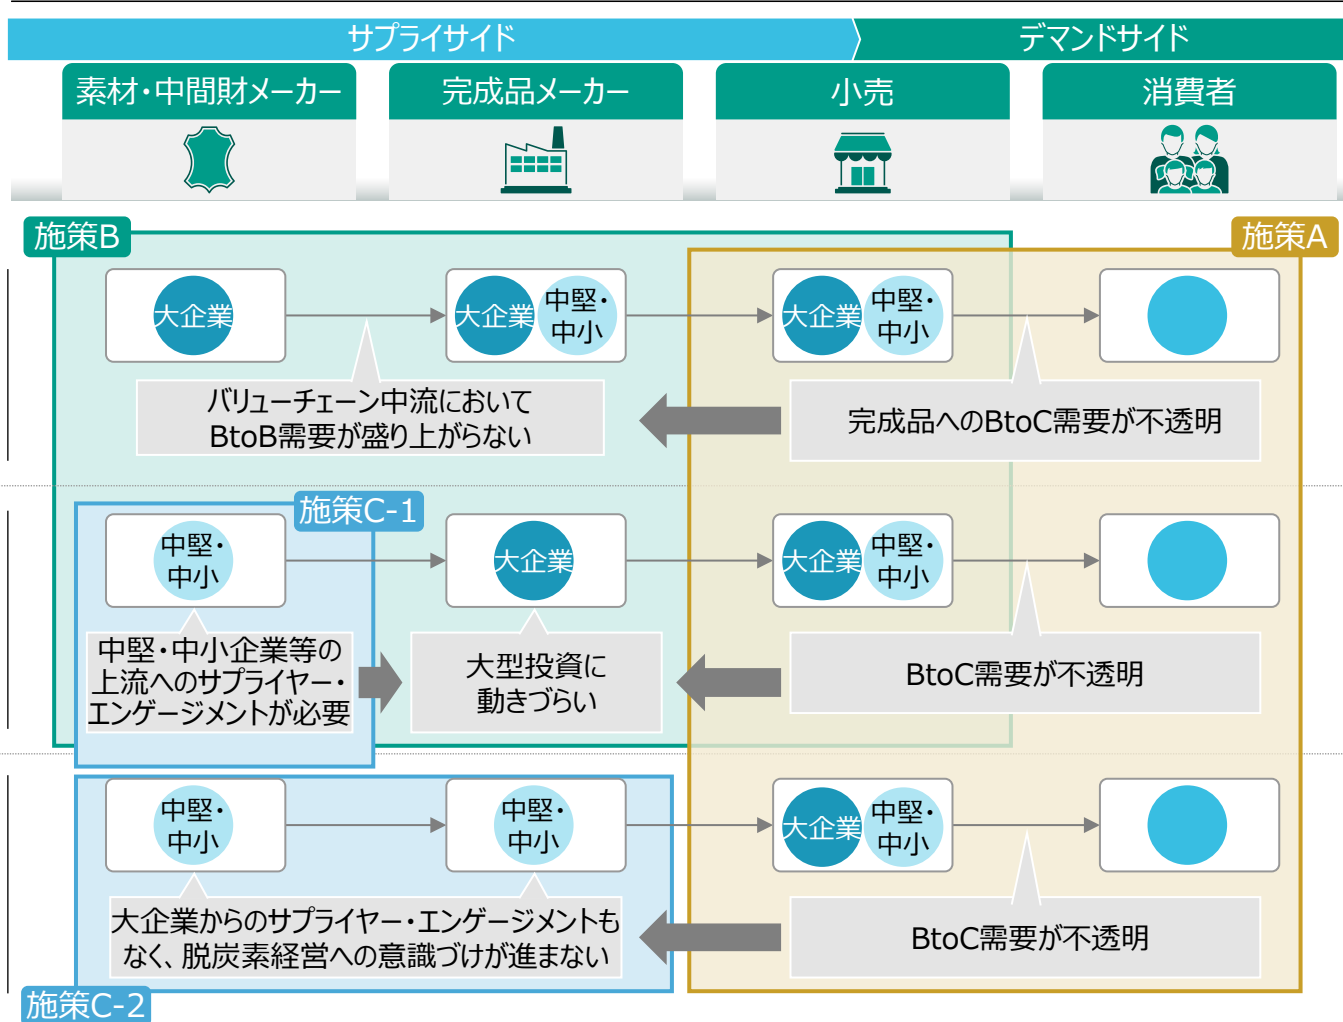 サプライサイド
デマンドサイド
素材・中間財メーカー
完成品メーカー
小売
消費者
施策B
施策A
大企業
大企業
中堅・
中小
大企業
中堅・
中小
バリューチェーン中流において
BtoB需要が盛り上がらない
完成品へのBtoC需要が不透明
施策C-1
中堅・
中小
大企業
大企業
中堅・
中小
中堅・中小企業等の
上流へのサプライヤー・
エンゲージメントが必要
大型投資に
動きづらい
BtoC需要が不透明
中堅・
中小
中堅・
中小
大企業
中堅・
中小
大企業からのサプライヤー・エンゲージメントも
なく、脱炭素経営への意識づけが進まない
BtoC需要が不透明
施策C-2